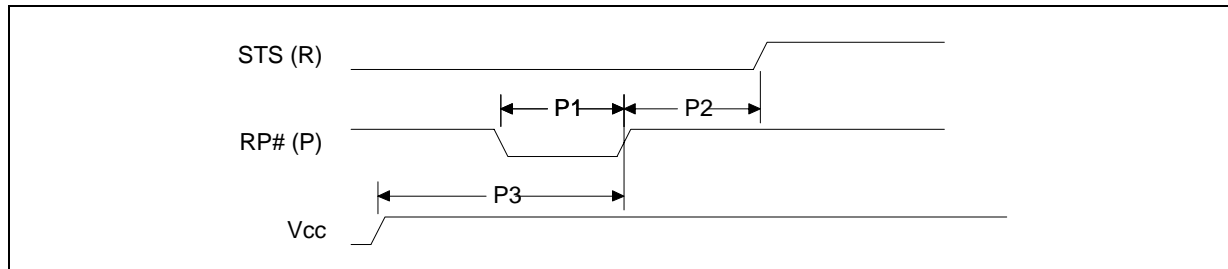 STS (R)
P1
P2
RP# (P)
P3
Vcc